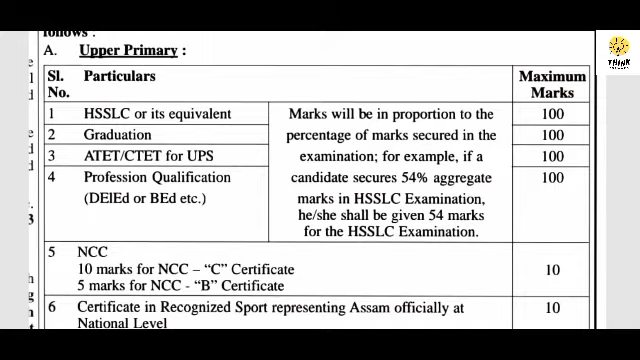 follows :
A. Upper Primary :
Sl. Particulars Maximum
No. Marks
1 HSSLC or its equivalent Marks will be in proportion to the 100
2 Graduation percentage of marks secured in the 100
3 ATET/CTET for UPS examination; for example, if a 100
4 Profession Qualification candidate secures 54% aggregate 100
(DElEd or BEd etc.) marks in HSSLC Examination,
he/she shall be given 54 marks
for the HSSLC Examination.
5 NCC
10 marks for NCC – “C” Certificate 10
5 marks for NCC - “B” Certificate
6 Certificate in Recognized Sport representing Assam officially at 10
National Level
THINK